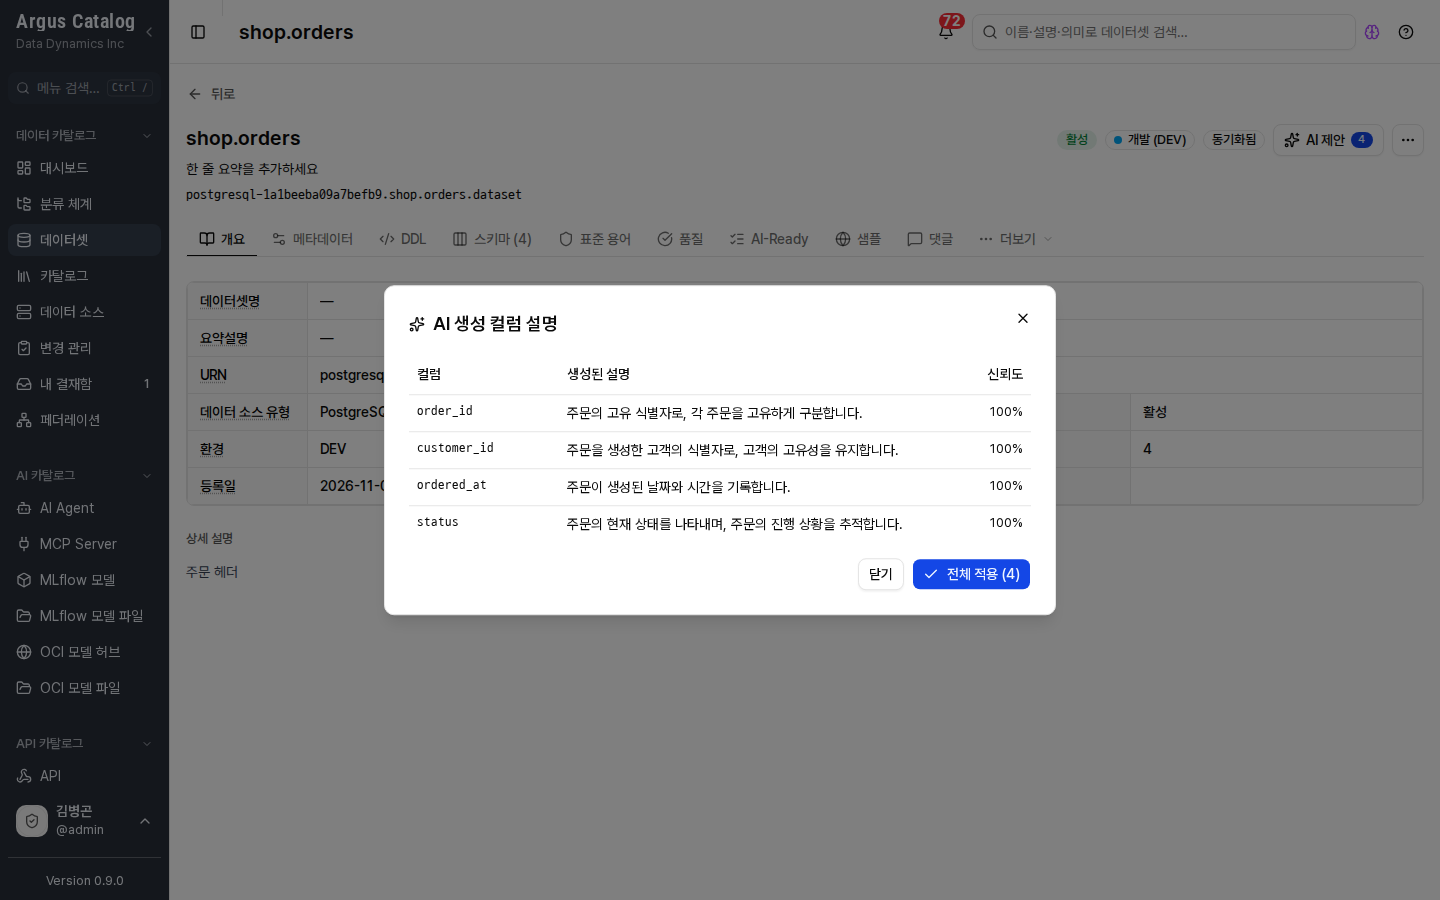 Argus Catalog
Data Dynamics Inc
메뉴 검색... Ctrl /
데이터 카탈로그
대시보드
분류 체계
데이터셋
카탈로그
데이터 소스
변경 관리
내 결재함 1
페더레이션
AI 카탈로그
AI Agent
MCP Server
MLflow 모델
MLflow 모델 파일
OCI 모델 허브
OCI 모델 파일
API 카탈로그
API
김병곤
@admin
Version 0.9.0
shop.orders
72
이름·설명·의미로 데이터셋 검색...
뒤로
shop.orders
활성 개발 (DEV) 동기화됨 AI 제안 4
한 줄 요약을 추가하세요
postgresql-1a1beeba09a7befb9.shop.orders.dataset
개요 메타데이터 DDL 스키마 (4) 표준 용어 품질 AI-Ready 샘플 댓글 더보기
데이터셋명 —
요약설명 —
URN postgresq
데이터 소스 유형 PostgreSQ 활성
환경 DEV 4
등록일 2026-11-0
상세 설명
주문 헤더
AI 생성 컬럼 설명
컬럼 생성된 설명 신뢰도
order_id 주문의 고유 식별자로, 각 주문을 고유하게 구분합니다. 100%
customer_id 주문을 생성한 고객의 식별자로, 고객의 고유성을 유지합니다. 100%
ordered_at 주문이 생성된 날짜와 시간을 기록합니다. 100%
status 주문의 현재 상태를 나타내며, 주문의 진행 상황을 추적합니다. 100%
닫기 전체 적용 (4)